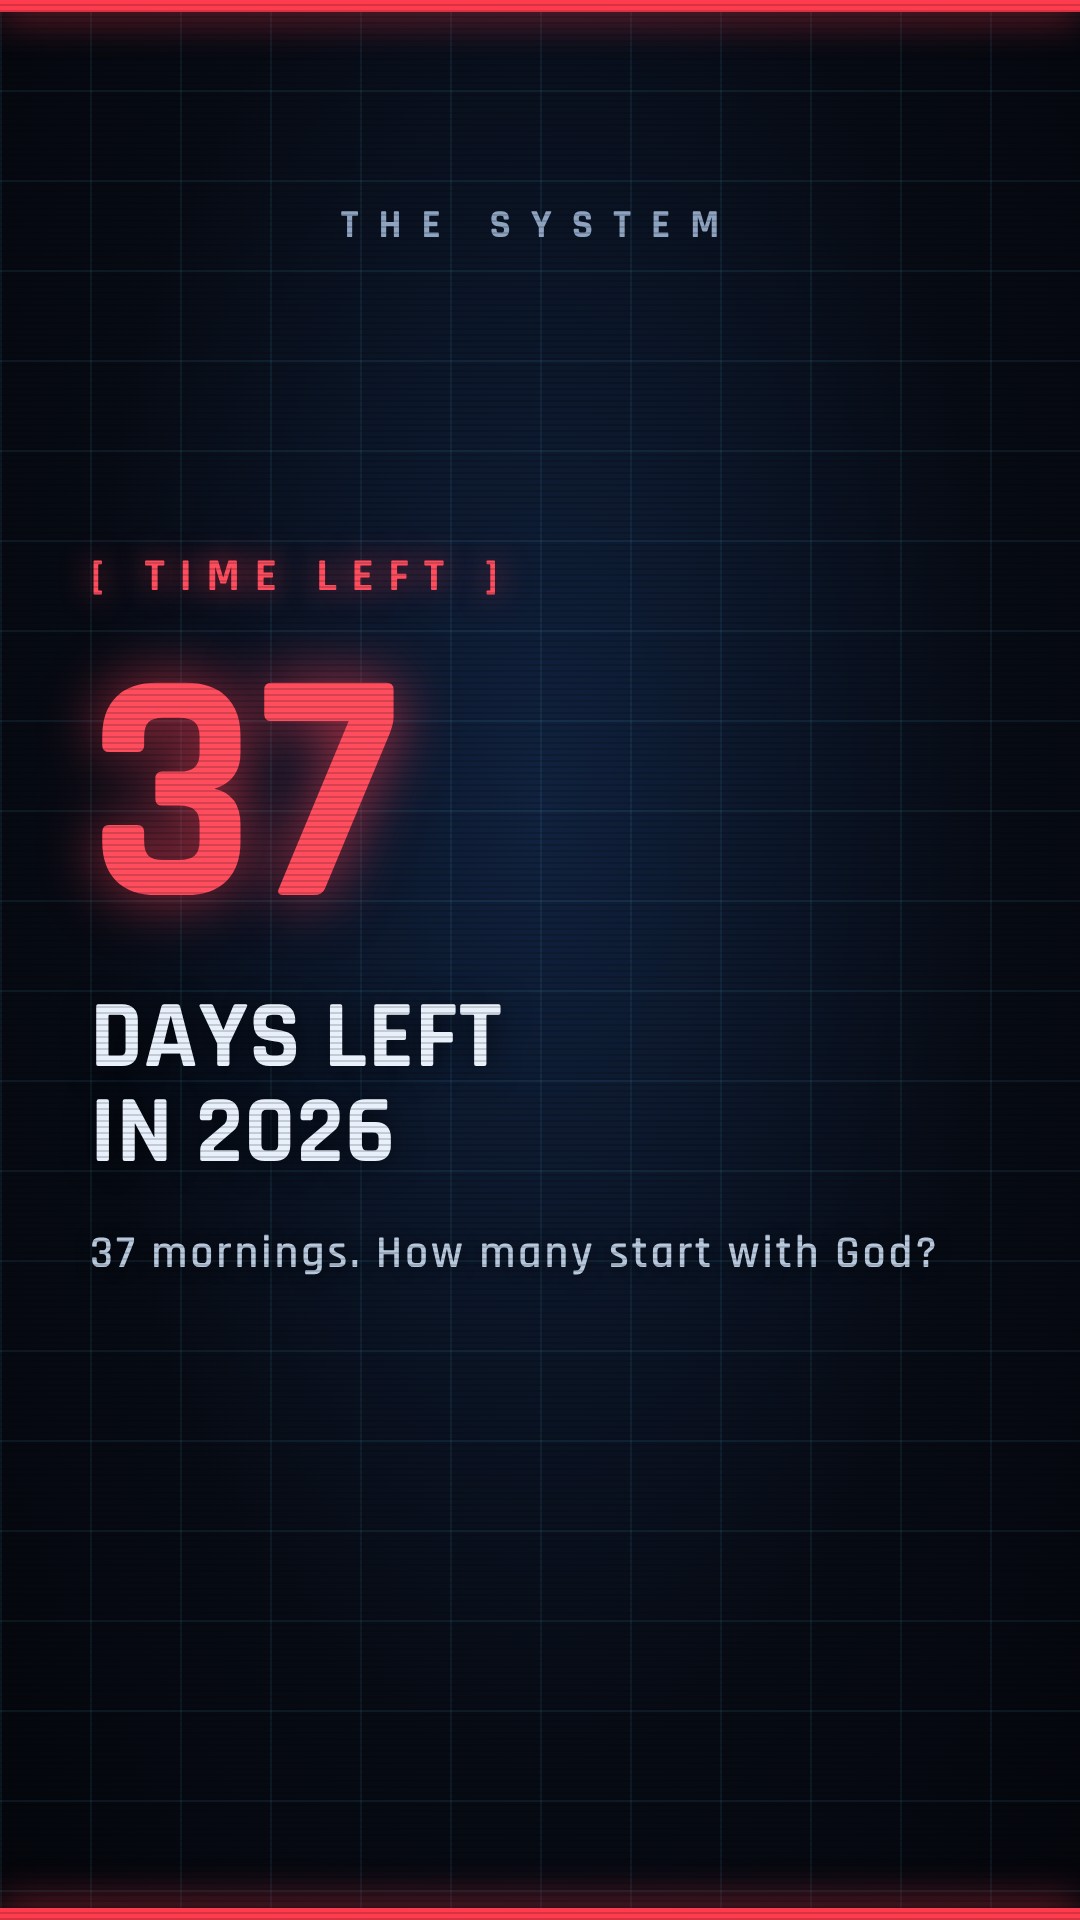 THE SYSTEM
[ TIME LEFT ]
37
DAYS LEFT
IN 2026
37 mornings. How many start with God?